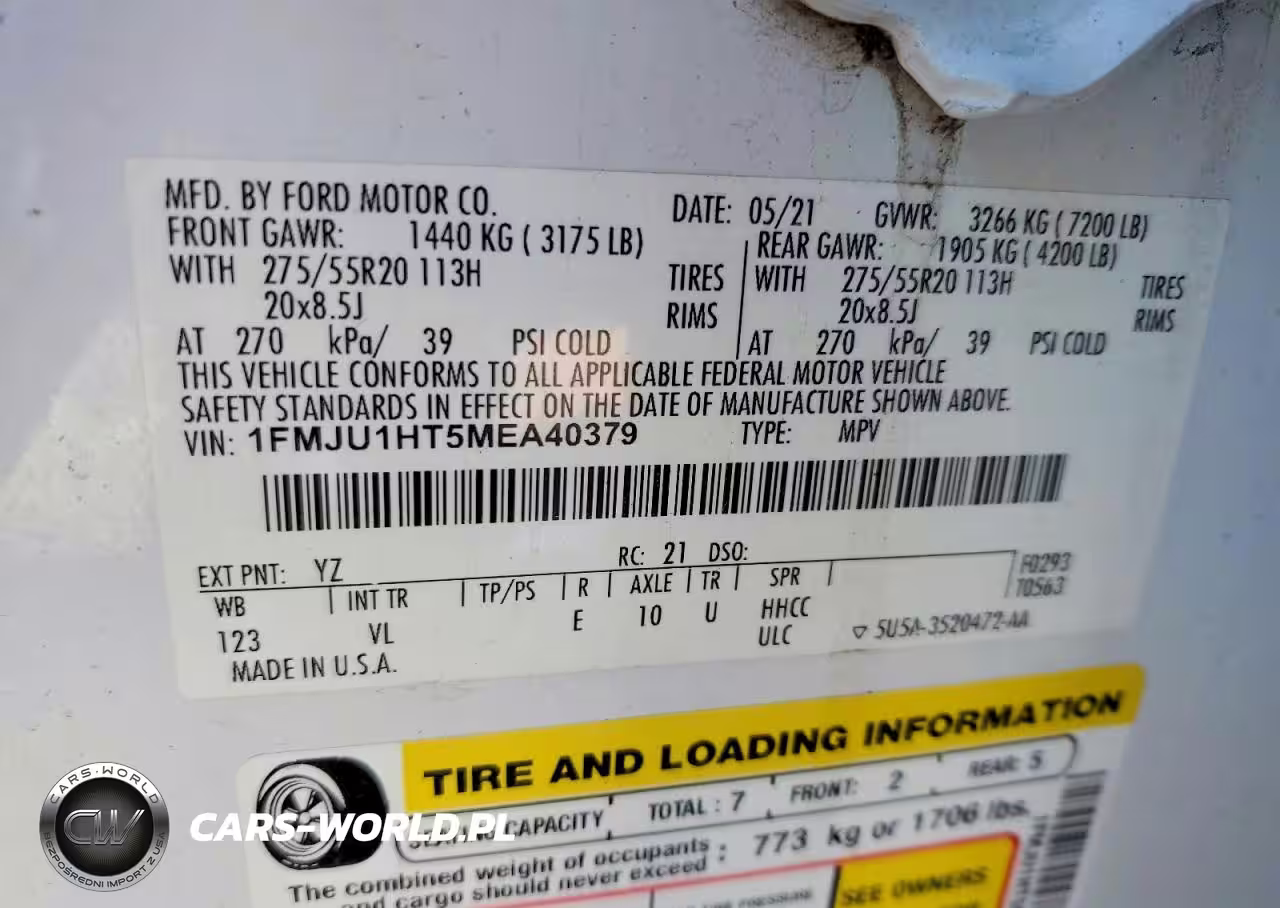 MFD. BY FORD MOTOR CO. DATE: 05/21 GVWR: 3266 KG ( 7200 LB)
FRONT GAWR: 1440 KG ( 3175 LB) REAR GAWR: 1905 KG ( 4200 LB)
WITH 275/55R20 113H TIRES WITH 275/55R20 113H TIRES
20x8.5J RIMS 20x8.5J RIMS
AT 270 kPa/ 39 PSI COLD AT 270 kPa/ 39 PSI COLD
THIS VEHICLE CONFORMS TO ALL APPLICABLE FEDERAL MOTOR VEHICLE
SAFETY STANDARDS IN EFFECT ON THE DATE OF MANUFACTURE SHOWN ABOVE.
VIN: 1FMJU1HT5MEA40379 TYPE: MPV
EXT PNT: YZ RC: 21 DSO: F0293
WB INT TR TP/PS R AXLE TR SPR T0563
123 VL E 10 U HHCC
ULC ▽ 5U5A-3520472-AA
MADE IN U.S.A.
TIRE AND LOADING INFORMATION
CAPACITY TOTAL : 7 FRONT: 2 REAR: 5
The combined weight of occupants : 773 kg or 1706 lbs.
and cargo should never exceed
SEE OWNERS
CARS-WORLD
CW
BEZPOŚREDNI IMPORT Z USA
CARS-WORLD.PL